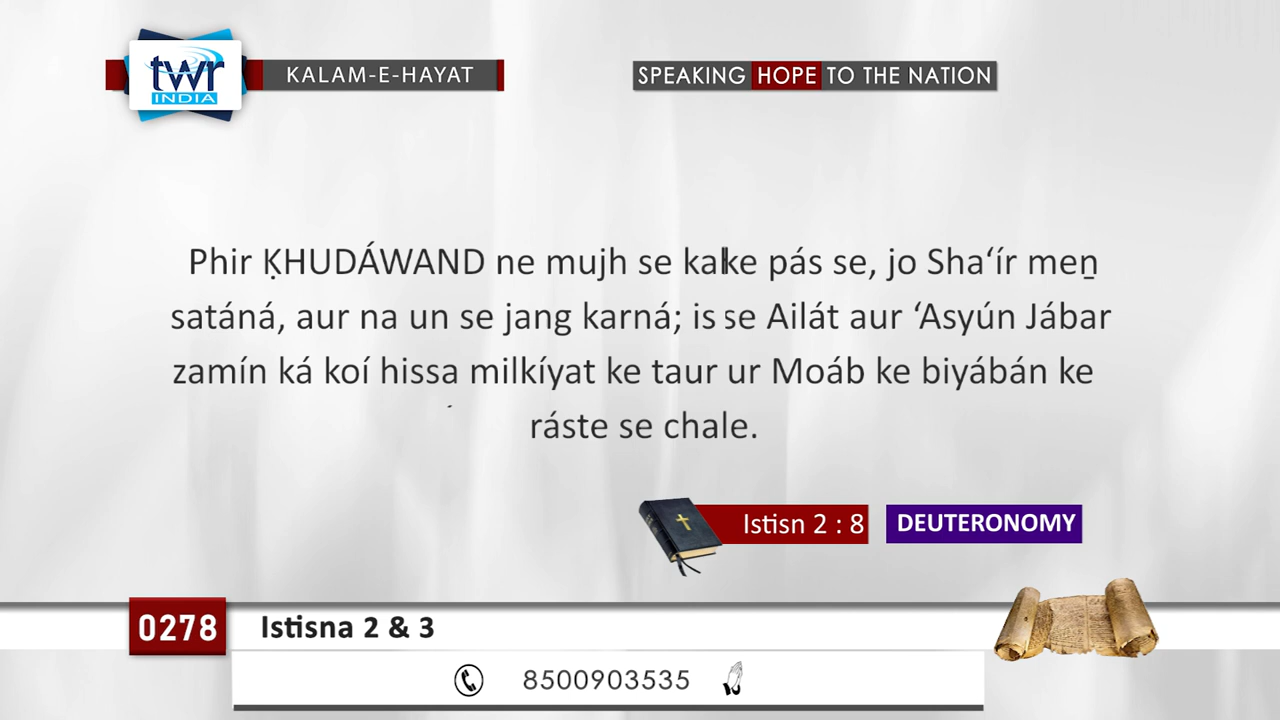 twr
INDIA
KALAM-E-HAYAT
SPEAKING HOPE TO THE NATION
Phir ḲHUDÁWAND ne mujh se ke pás se, jo Sha‘ír meṉ
satáná, aur na un se jang karná; is se Ailát aur ‘Asyún Jábar
zamín ká koí hissa milkíyat ke taur ur Moáb ke biyábán ke
ráste se chale.
Istisn 2 : 8
DEUTERONOMY
0278
Istisna 2 & 3
8500903535